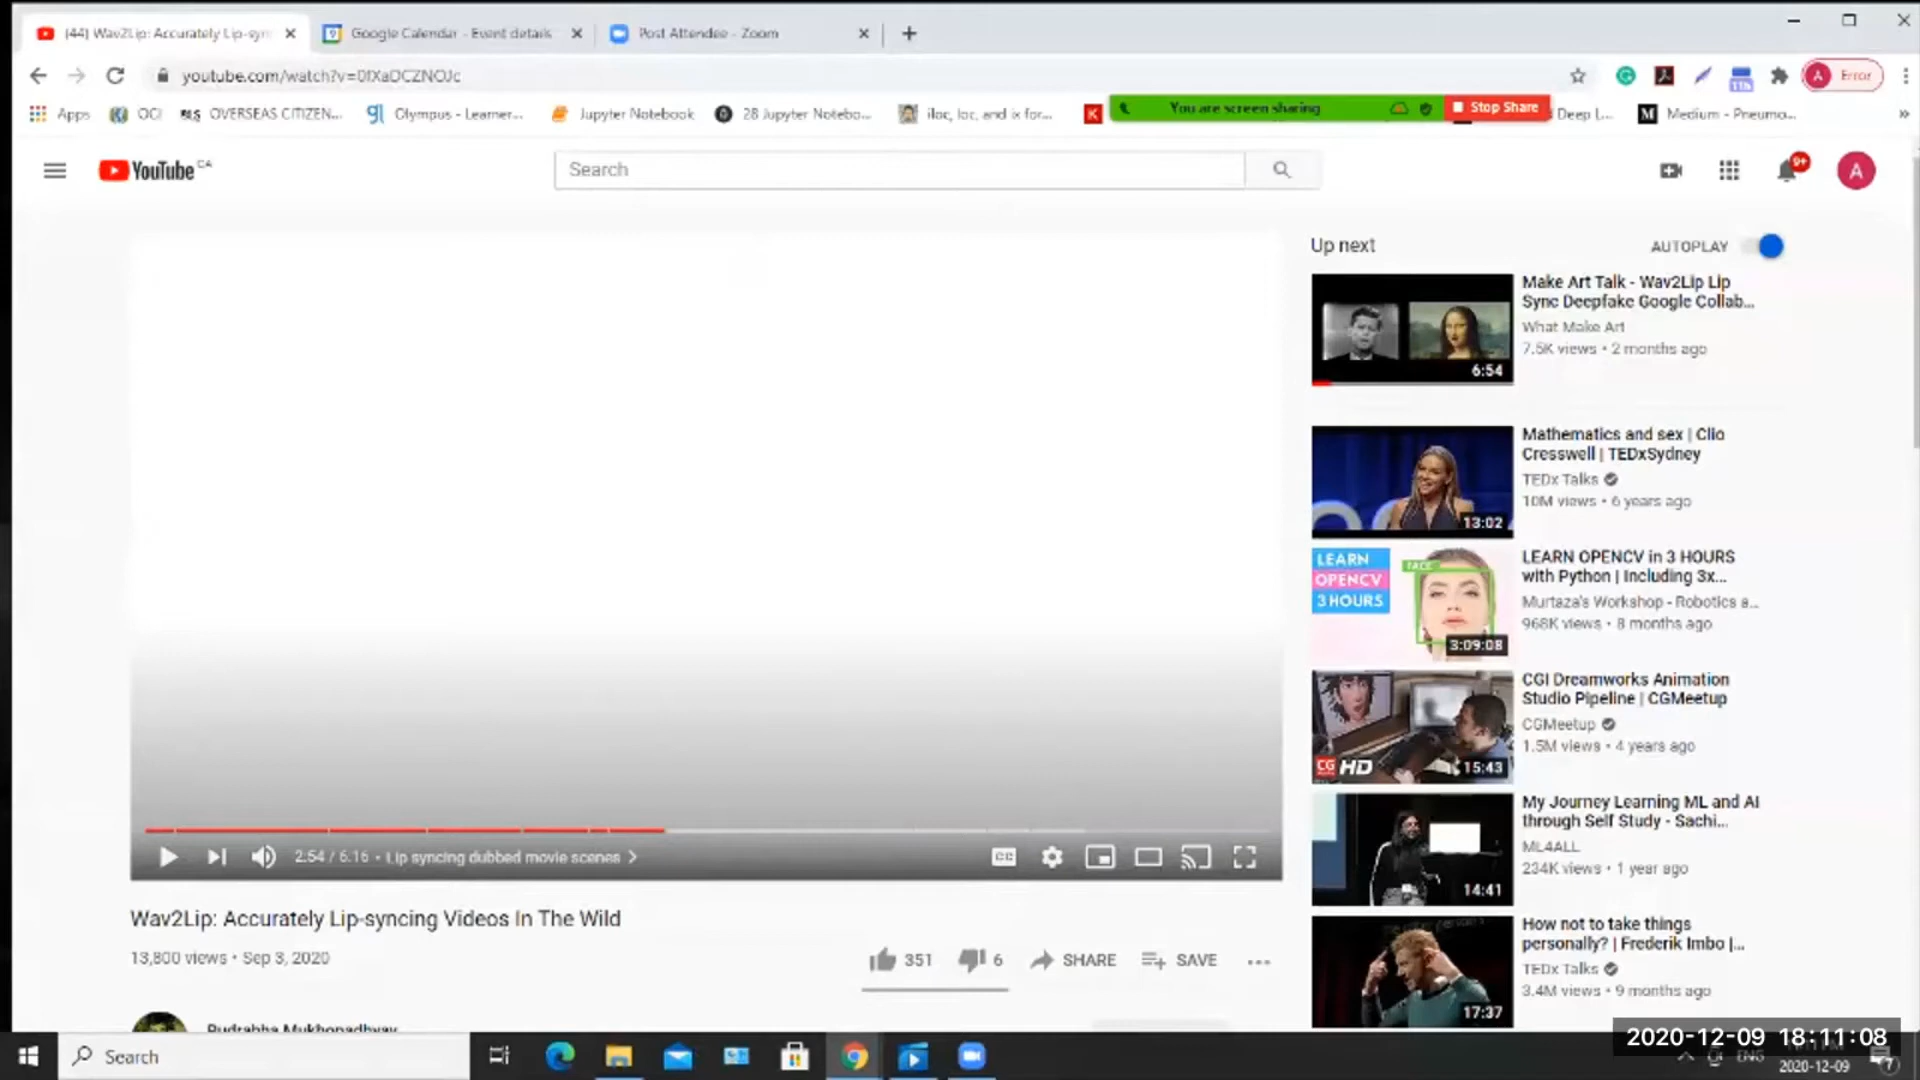 (44) Wav2Lip: Accurately Lip-syn
Google Calendar - Event details
Post Attendee - Zoom
youtube.com/watch?v=0fXaDCZNOJc
A Error
Apps
OCI
BLS OVERSEAS CITIZEN...
gl Olympus - Learner...
Jupyter Notebook
28 Jupyter Notebo...
iloc, loc, and ix for...
K
You are screen sharing
Stop Share
Deep L...
M Medium - Pneumo...
YouTube CA
Search
9+
A
Up next
AUTOPLAY
Make Art Talk - Wav2Lip Lip
Sync Deepfake Google Collab...
What Make Art
7.5K views • 2 months ago
6:54
Mathematics and sex | Clio
Cresswell | TEDxSydney
TEDx Talks
10M views • 6 years ago
13:02
LEARN
OPENCV
3 HOURS
FACE
3:09:08
LEARN OPENCV in 3 HOURS
with Python | Including 3x...
Murtaza's Workshop - Robotics a...
968K views • 8 months ago
CGI Dreamworks Animation
Studio Pipeline | CGMeetup
CGMeetup
1.5M views • 4 years ago
CG HD
15:43
My Journey Learning ML and AI
through Self Study - Sachi...
ML4ALL
234K views • 1 year ago
14:41
How not to take things
personally? | Frederik Imbo |...
TEDx Talks
3.4M views • 9 months ago
17:37
2:54 / 6:16 • Lip syncing dubbed movie scenes >
CC
Wav2Lip: Accurately Lip-syncing Videos In The Wild
13,800 views • Sep 3, 2020
351
6
SHARE
SAVE
Rudrabha Mukhopadhyay
Search
2020-12-09 18:11:08
ENG
2020-12-09
7